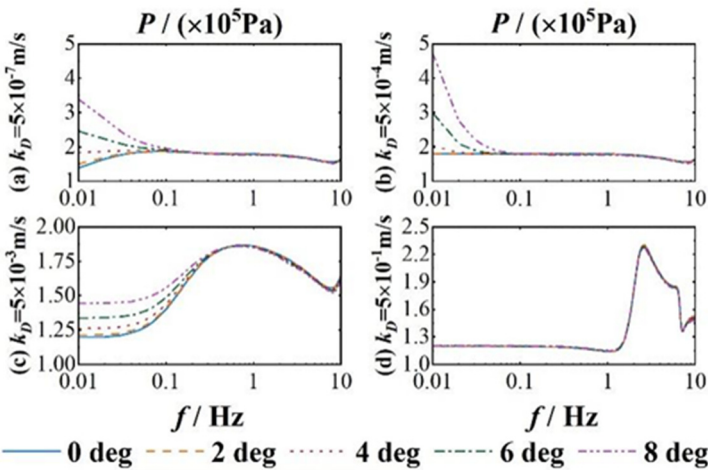 P / (×10⁵Pa) P / (×10⁵Pa)
(a) k_D=5×10⁻⁷m/s
5
4
3
2
1
0.01 0.1 1 10
(b) k_D=5×10⁻⁴m/s
5
4
3
2
1
0.01 0.1 1 10
(c) k_D=5×10⁻³m/s
2.00
1.75
1.50
1.25
1.00
0.01 0.1 1 10
(d) k_D=5×10⁻¹m/s
2.5
2.2
1.9
1.6
1.3
1.0
0.01 0.1 1 10
f / Hz f / Hz
0 deg 2 deg 4 deg 6 deg 8 deg